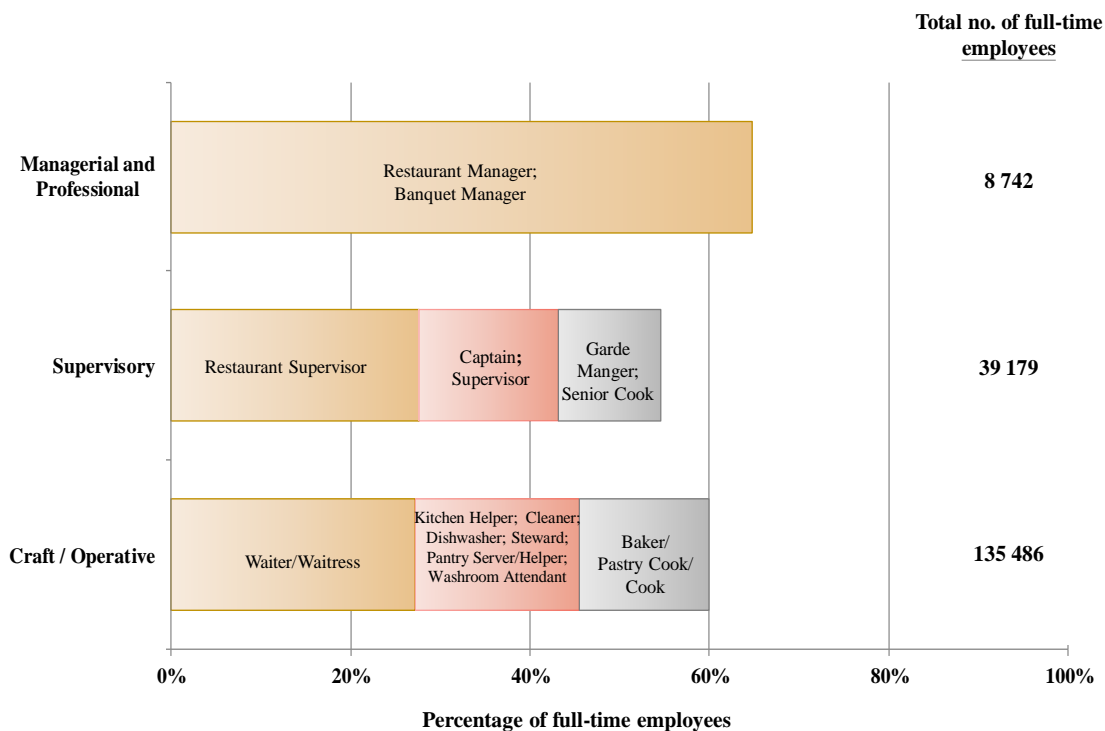 Total no. of full-time
employees
Managerial and
Professional
Restaurant Manager;
Banquet Manager
8 742
Supervisory
Restaurant Supervisor
Captain;
Supervisor
Garde
Manger;
Senior Cook
39 179
Craft / Operative
Waiter/Waitress
Kitchen Helper; Cleaner;
Dishwasher; Steward;
Pantry Server/Helper;
Washroom Attendant
Baker/
Pastry Cook/
Cook
135 486
0%
20%
40%
60%
80%
100%
Percentage of full-time employees